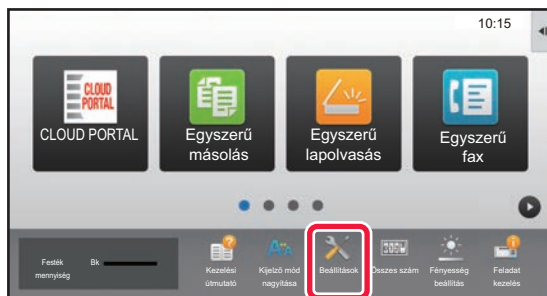 10:15
CLOUD
PORTAL
CLOUD PORTAL
Egyszerű
másolás
Egyszerű
lapolvasás
Egyszerű
fax
Festék
mennyiség
Bk
Kezelési
útmutató
Kijelző mód
nagyítása
Beállítások
Összes szám
Fényesség
beállítás
Feladat
kezelés